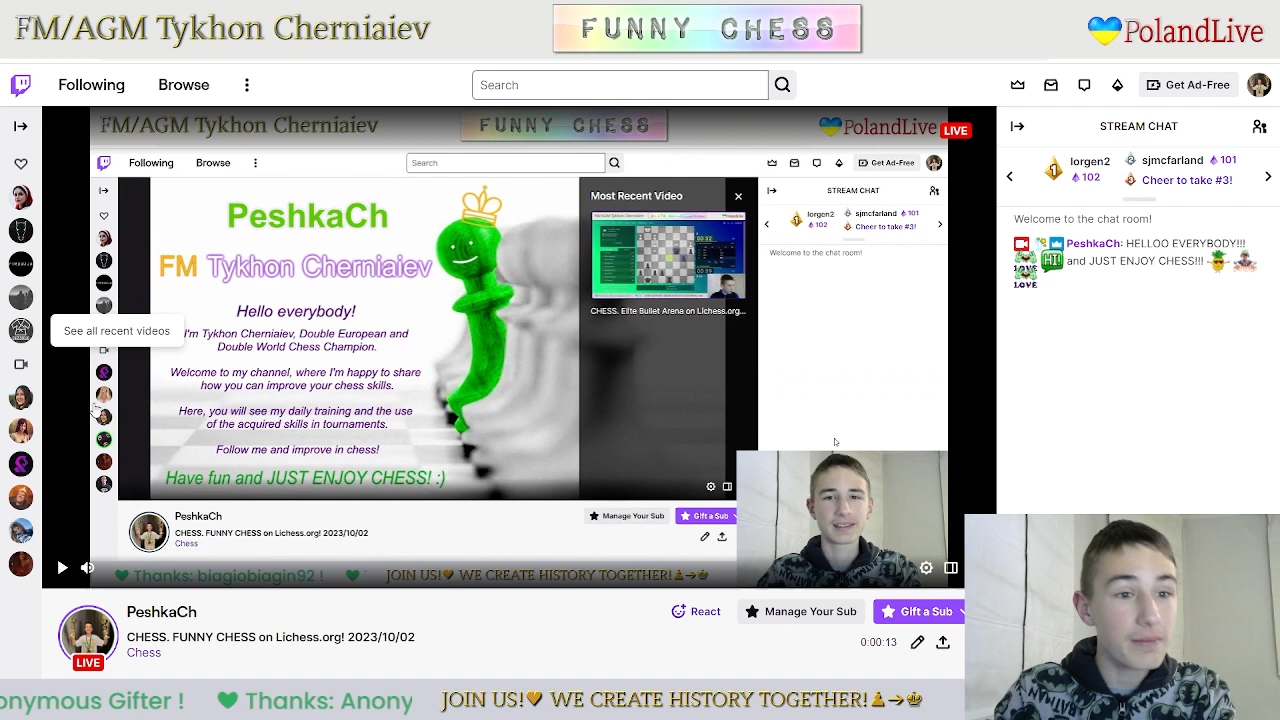 FM/AGM Tykhon Cherniaiev
FUNNY CHESS
PolandLive
Following
Browse
Search
Get Ad-Free
FM/AGM Tykhon Cherniaiev
FUNNY CHESS
PolandLive
LIVE
STREAM CHAT
Following
Browse
Search
Get Ad-Free
1 lorgen2
102
sjmcfarland 101
3 Cheer to take #3!
PeshkaCh
FM Tykhon Cherniaiev
Hello everybody!
I'm Tykhon Cherniaiev, Double European and
Double World Chess Champion.
Welcome to my channel, where I'm happy to share
how you can improve your chess skills.
Here, you will see my daily training and the use
of the acquired skills in tournaments.
Follow me and improve in chess!
Have fun and JUST ENJOY CHESS! :)
Most Recent Video
CHESS. Elite Bullet Arena on Lichess.org...
STREAM CHAT
1 lorgen2
102
sjmcfarland 101
3 Cheer to take #3!
Welcome to the chat room!
Welcome to the chat room!
PeshkaCh: HELLOO EVERYBODY!!!
LOVE HI! and JUST ENJOY CHESS!!!
LOVE
See all recent videos
PeshkaCh
CHESS. FUNNY CHESS on Lichess.org! 2023/10/02
Chess
Manage Your Sub
Gift a Sub
Thanks: biagiobiagin92 !
JOIN US! WE CREATE HISTORY TOGETHER!
PeshkaCh
CHESS. FUNNY CHESS on Lichess.org! 2023/10/02
Chess
LIVE
React
Manage Your Sub
Gift a Sub
0:00:13
onymous Gifter !
Thanks: Anony
JOIN US! WE CREATE HISTORY TOGETHER!